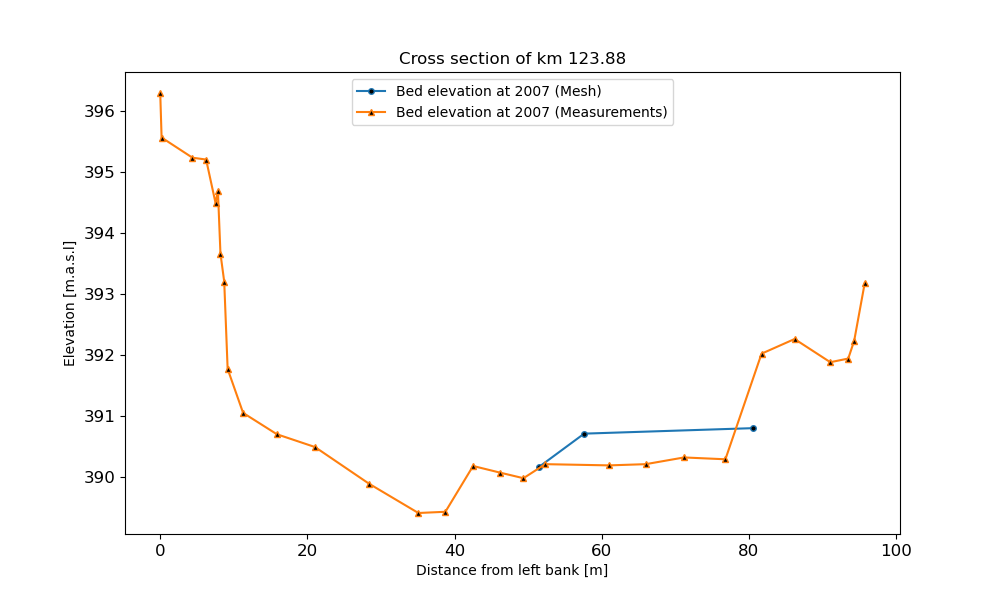 Cross section of km 123.88
Bed elevation at 2007 (Mesh)
Bed elevation at 2007 (Measurements)
396
395
394
393
392
391
390
Elevation [m.a.s.l]
0 20 40 60 80 100
Distance from left bank [m]